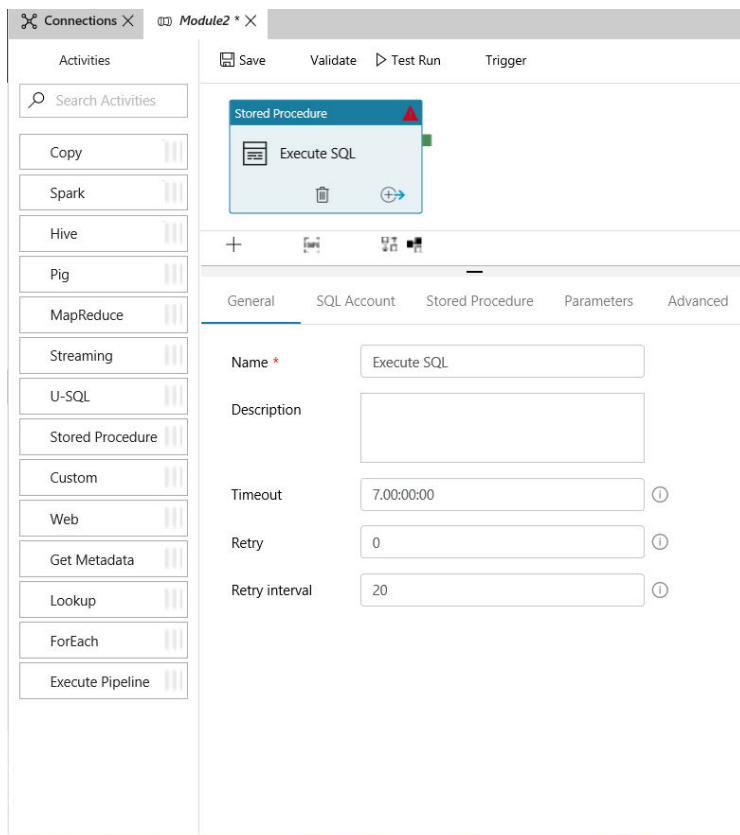 Connections
Module2 *
Activities
Save
Validate
Test Run
Trigger
Search Activities
Copy
Spark
Hive
Pig
MapReduce
Streaming
U-SQL
Stored Procedure
Custom
Web
Get Metadata
Lookup
ForEach
Execute Pipeline
Stored Procedure
Execute SQL
General
SQL Account
Stored Procedure
Parameters
Advanced
Name *
Execute SQL
Description
Timeout
7.00:00:00
Retry
0
Retry interval
20